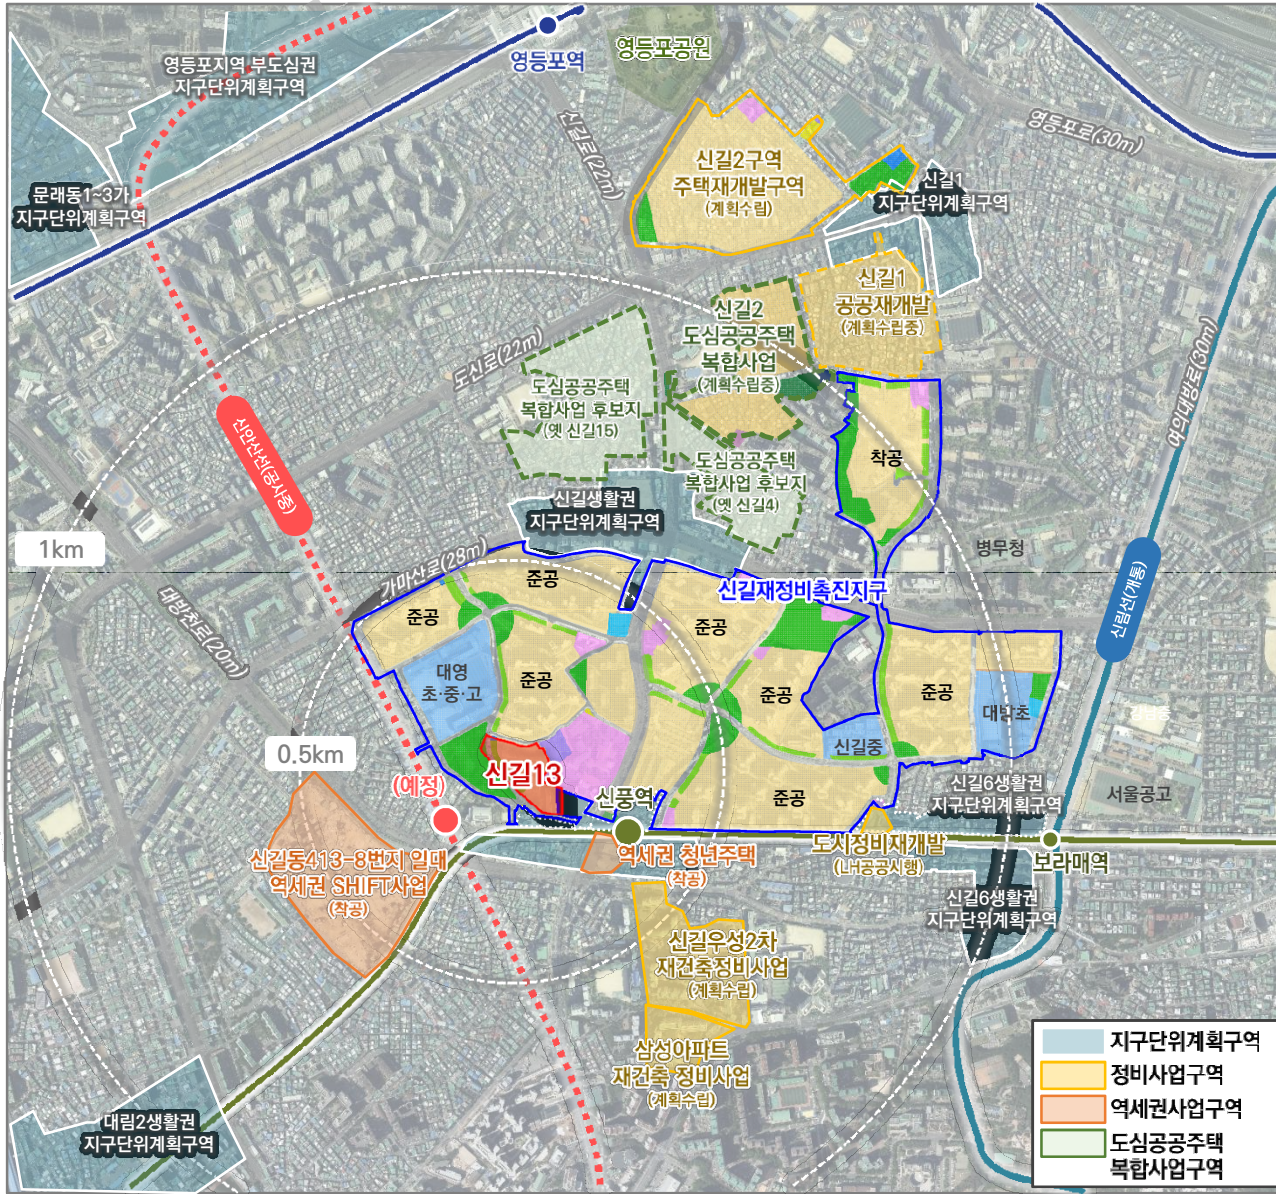 영등포역
영등포공원
영등포지역 부도심권
지구단위계획구역
신길로(22m)
영등포로(30m)
신길2구역
주택재개발구역
(계획수립)
문래동1~3가
지구단위계획구역
신길1
지구단위계획구역
신길1
공공재개발
(계획수립중)
신길2
도심공공주택
복합사업
(계획수립중)
도신로(22m)
여의대방로(30m)
도심공공주택
복합사업 후보지
(옛 신길15)
신안산선(공사중)
착공
도심공공주택
복합사업 후보지
(옛 신길4)
신길생활권
지구단위계획구역
1km
가마산로(28m)
병무청
신림선(개통)
준공
신길재정비촉진지구
대방천로(20m)
준공
준공
대영
초·중·고
준공
준공
준공
대방초
강남중
신길중
0.5km
신길13
(예정)
신풍역
준공
신길6생활권
지구단위계획구역
서울공고
신길동413-8번지 일대
역세권 SHIFT사업
(착공)
역세권 청년주택
(착공)
도시정비재개발
(LH공공시행)
보라매역
신길6생활권
지구단위계획구역
신길우성2차
재건축정비사업
(계획수립)
삼성아파트
재건축 정비사업
(계획수립)
대림2생활권
지구단위계획구역
지구단위계획구역
정비사업구역
역세권사업구역
도심공공주택
복합사업구역